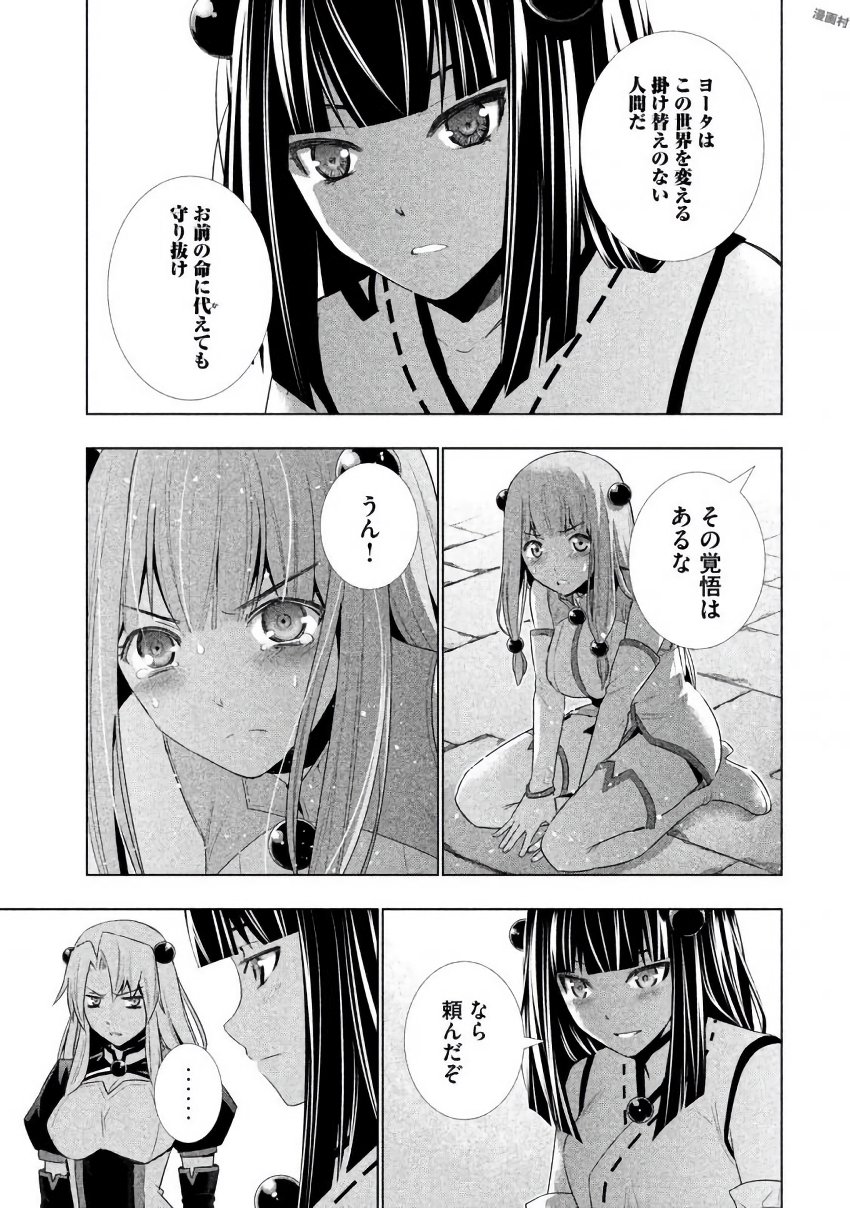 漫画村
ヨータは
この世界を変える
掛け替えのない
人間だ
お前の命に代えても
か
守り抜け
その覚悟は
あるな
うん！
なら
頼んだぞ
‥‥‥